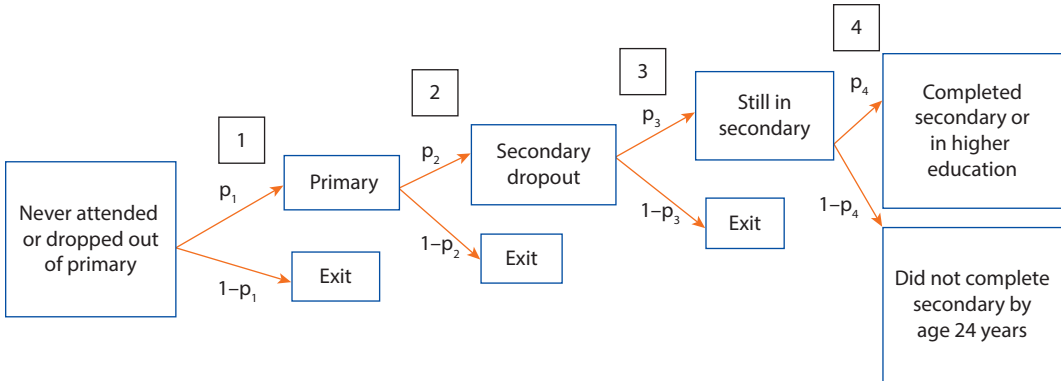 1
2
3
4
Never attended
or dropped out
of primary
p1
1–p1
Primary
Exit
p2
1–p2
Secondary
dropout
Exit
p3
1–p3
Still in
secondary
Exit
p4
1–p4
Completed
secondary or
in higher
education
Did not complete
secondary by
age 24 years